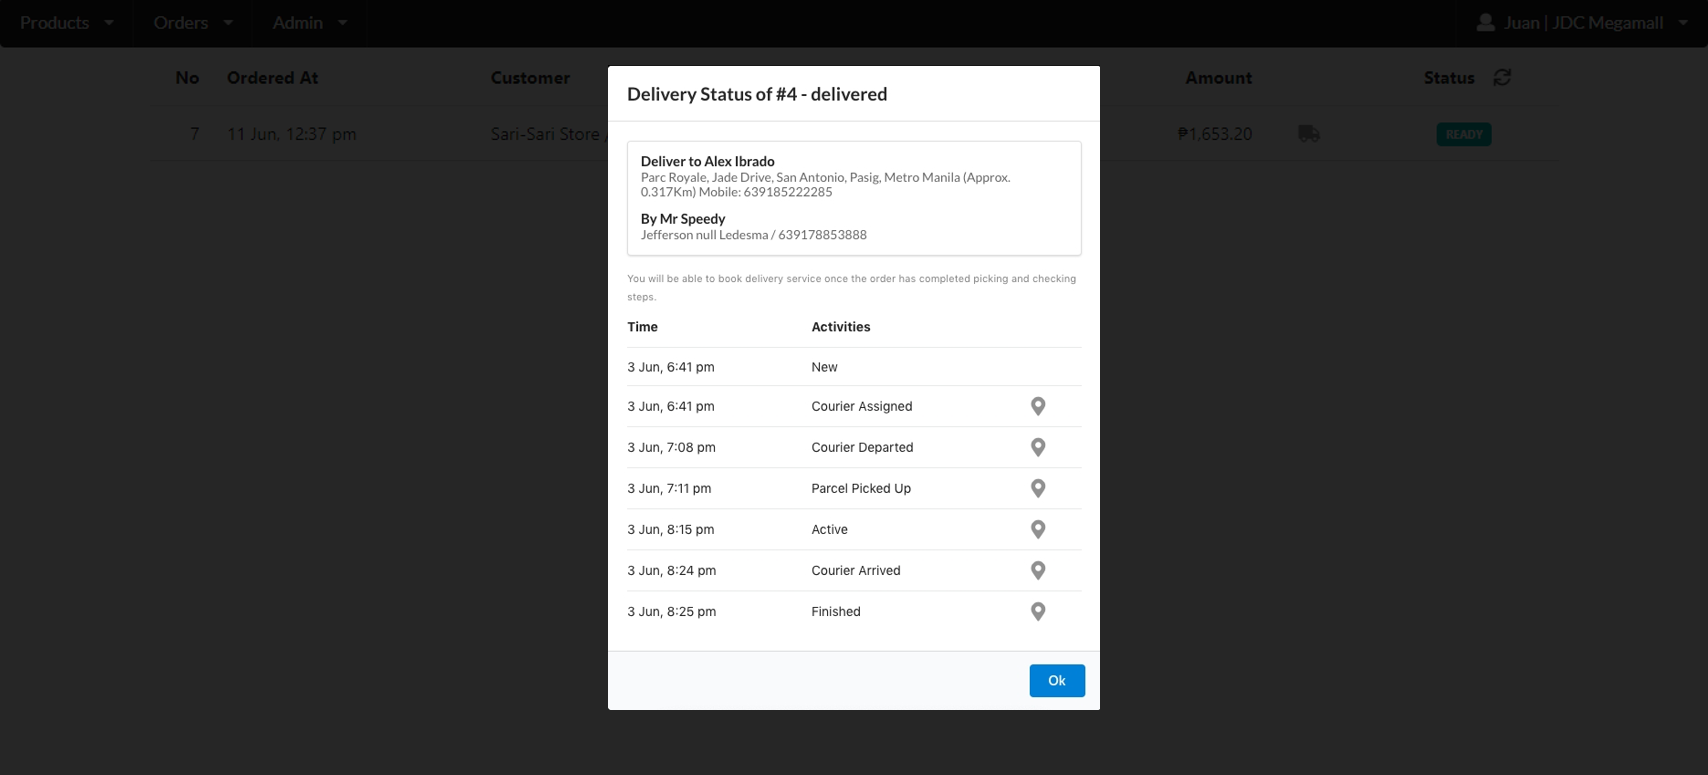 Products Orders Admin Juan | JDC Megamall
No Ordered At Customer Amount Status
7 11 Jun, 12:37 pm Sari-Sari Store ₱1,653.20 READY
Delivery Status of #4 - delivered
Deliver to Alex Ibrado
Parc Royale, Jade Drive, San Antonio, Pasig, Metro Manila (Approx.
0.317Km) Mobile: 639185222285
By Mr Speedy
Jefferson null Ledesma / 639178853888
You will be able to book delivery service once the order has completed picking and checking
steps.
Time Activities
3 Jun, 6:41 pm New
3 Jun, 6:41 pm Courier Assigned
3 Jun, 7:08 pm Courier Departed
3 Jun, 7:11 pm Parcel Picked Up
3 Jun, 8:15 pm Active
3 Jun, 8:24 pm Courier Arrived
3 Jun, 8:25 pm Finished
Ok